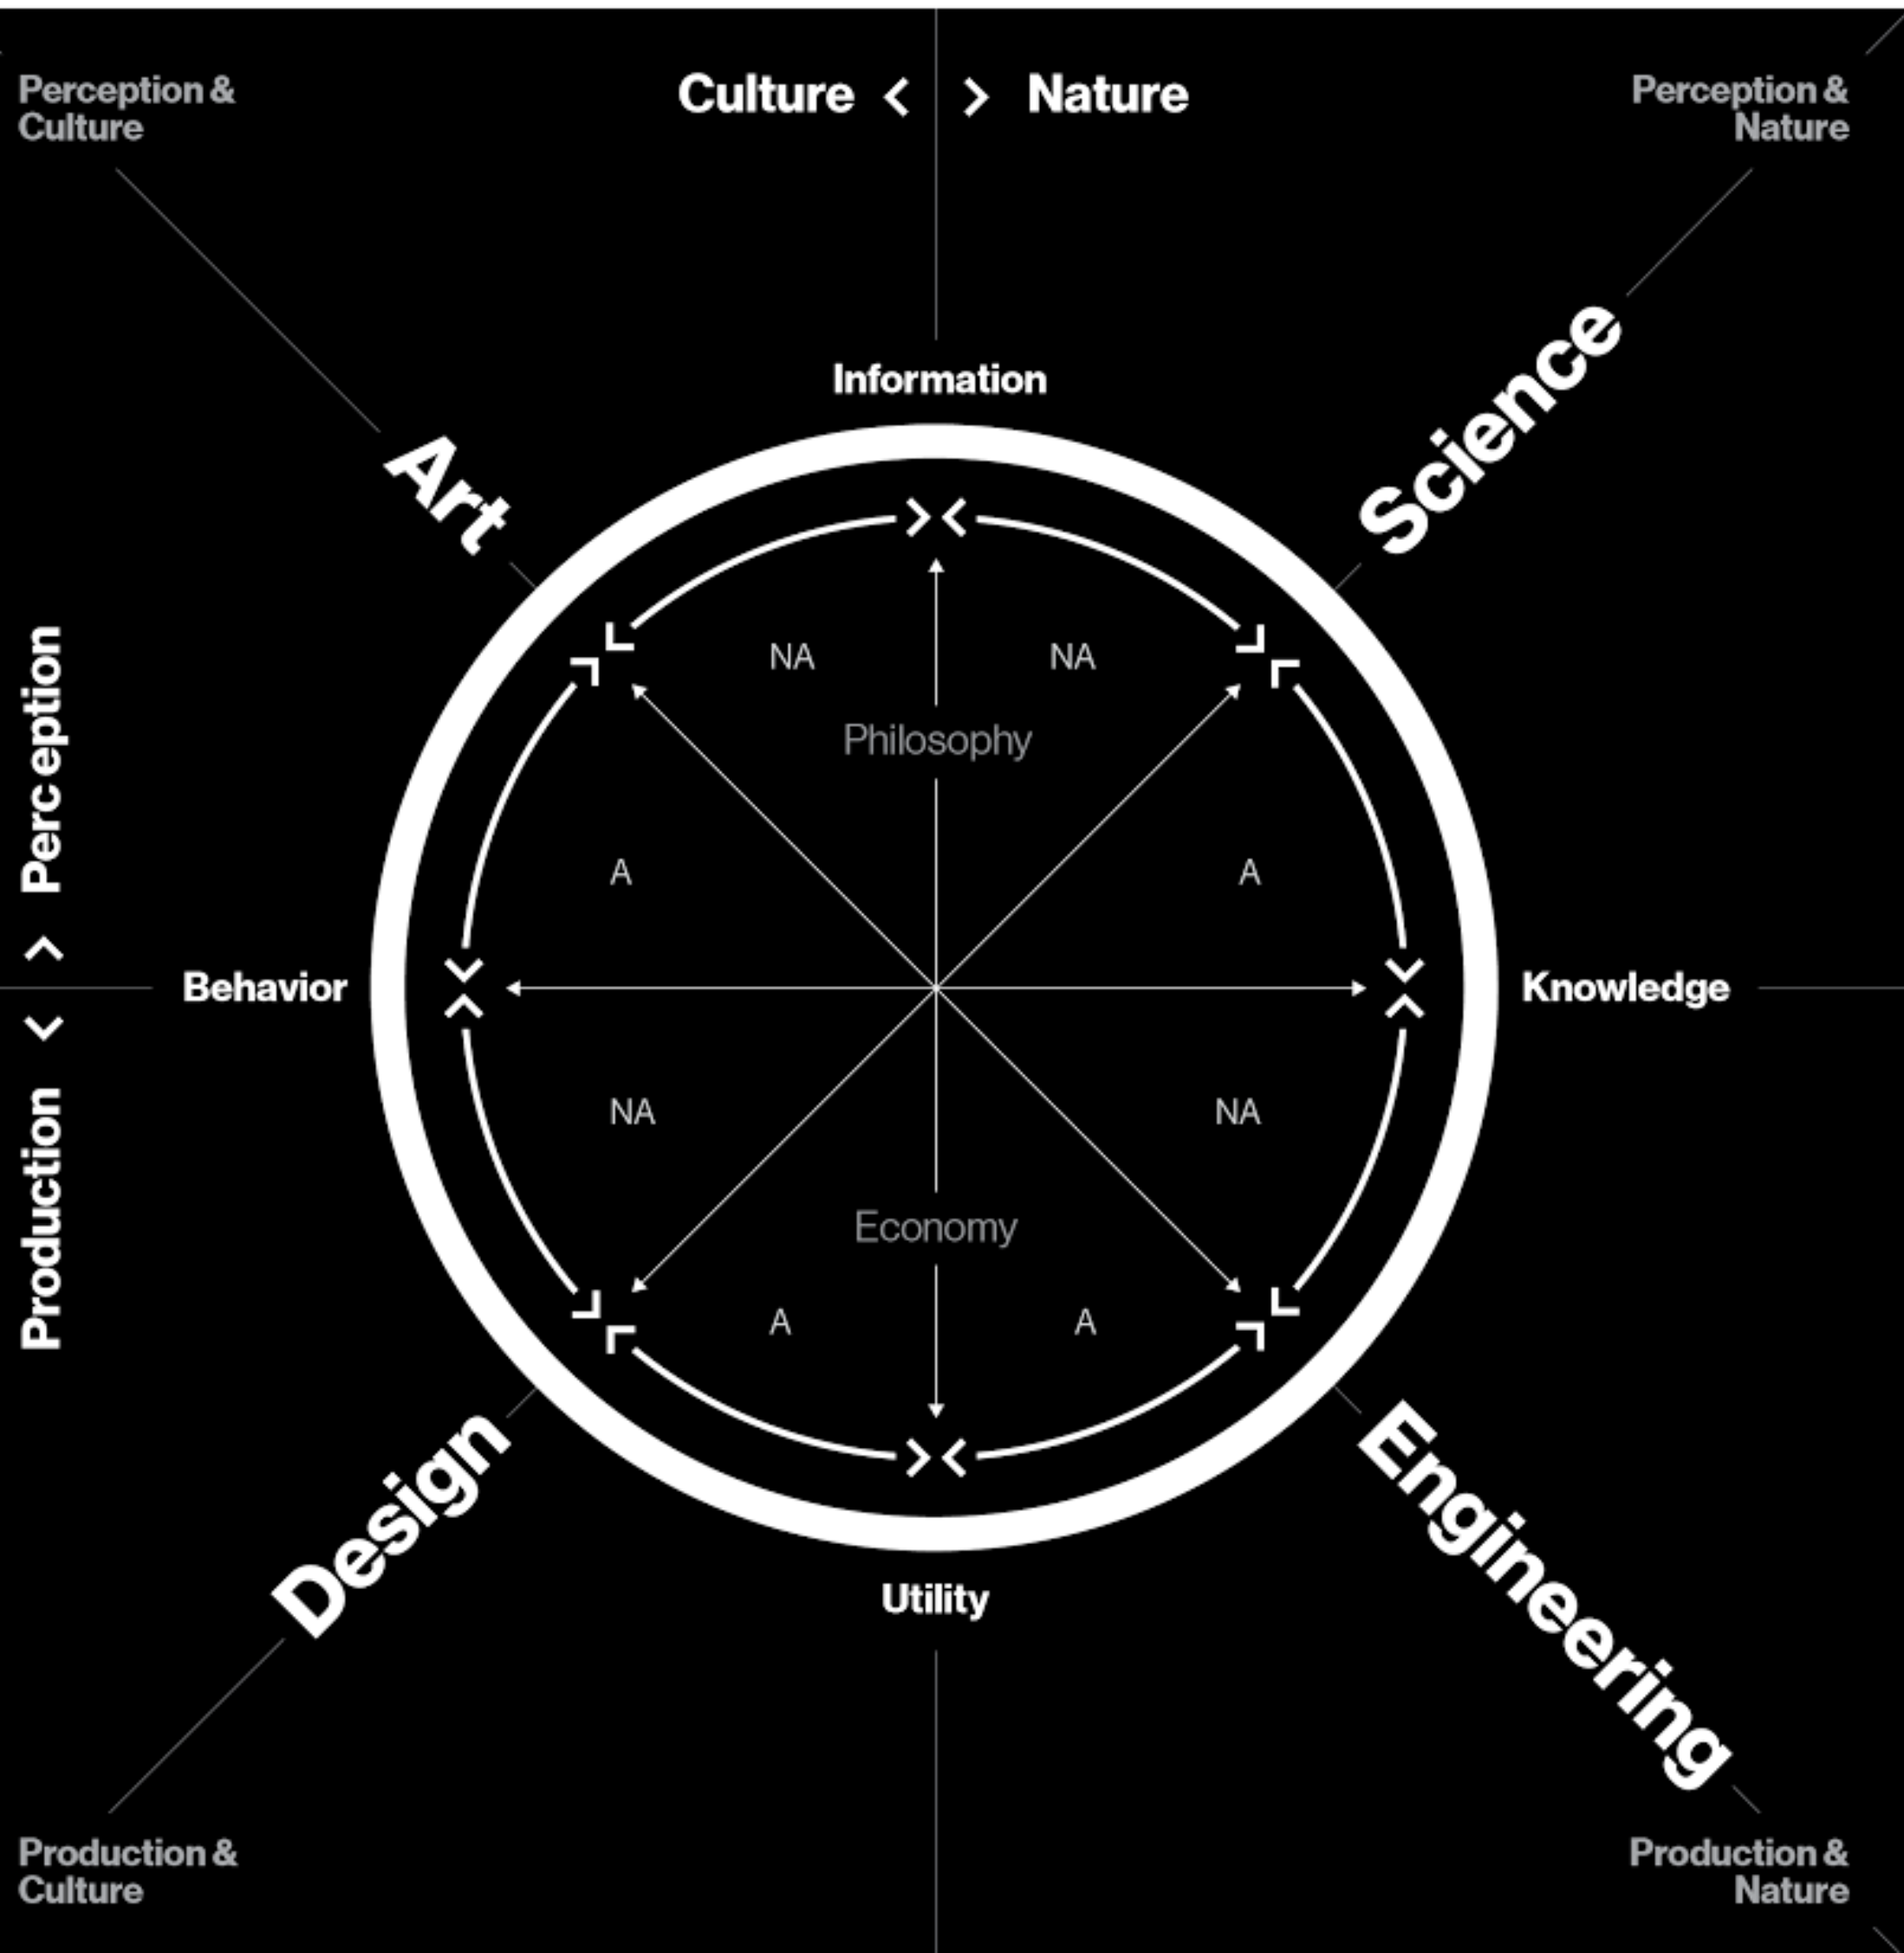 Perception &
Culture
Culture < > Nature
Perception &
Nature
Information
Art
Science
NA
NA
Philosophy
A
A
Production < > Perception
Behavior
Knowledge
NA
NA
Economy
A
A
Design
Engineering
Utility
Production &
Culture
Production &
Nature